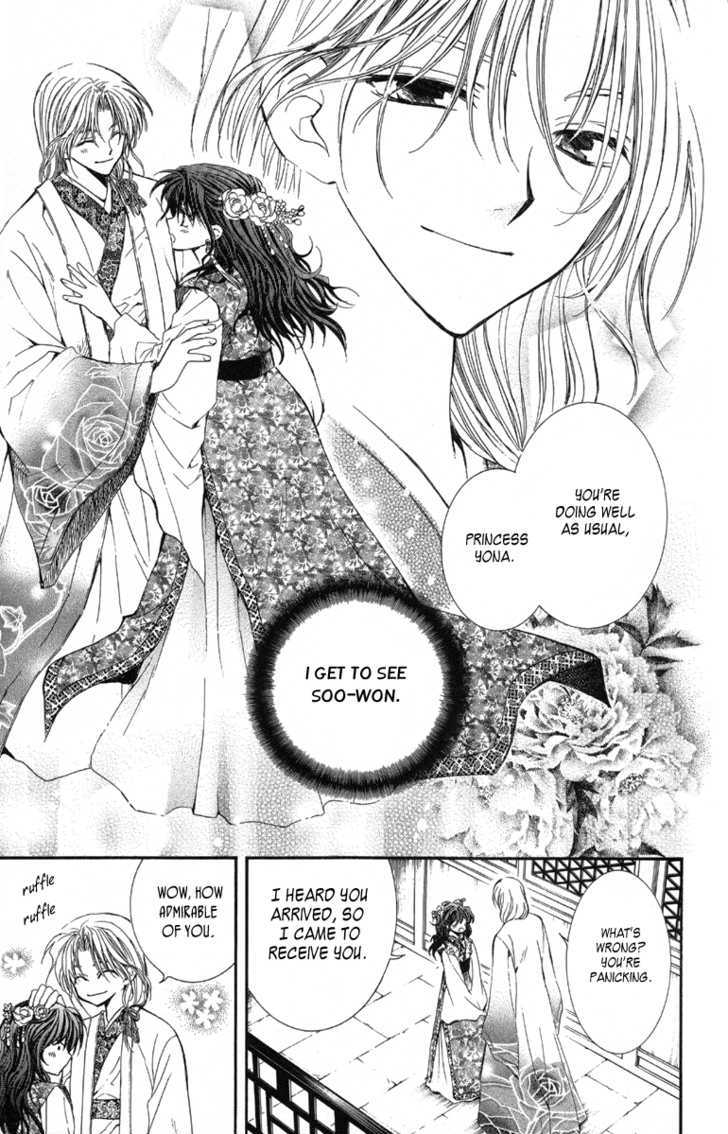 YOU'RE
DOING WELL
AS USUAL,
PRINCESS
YONA.
I GET TO SEE
SOO-WON.
WHAT'S
WRONG?
YOU'RE
PANICKING.
I HEARD YOU
ARRIVED, SO
I CAME TO
RECEIVE YOU.
WOW, HOW
ADMIRABLE
OF YOU.
ruffle
ruffle